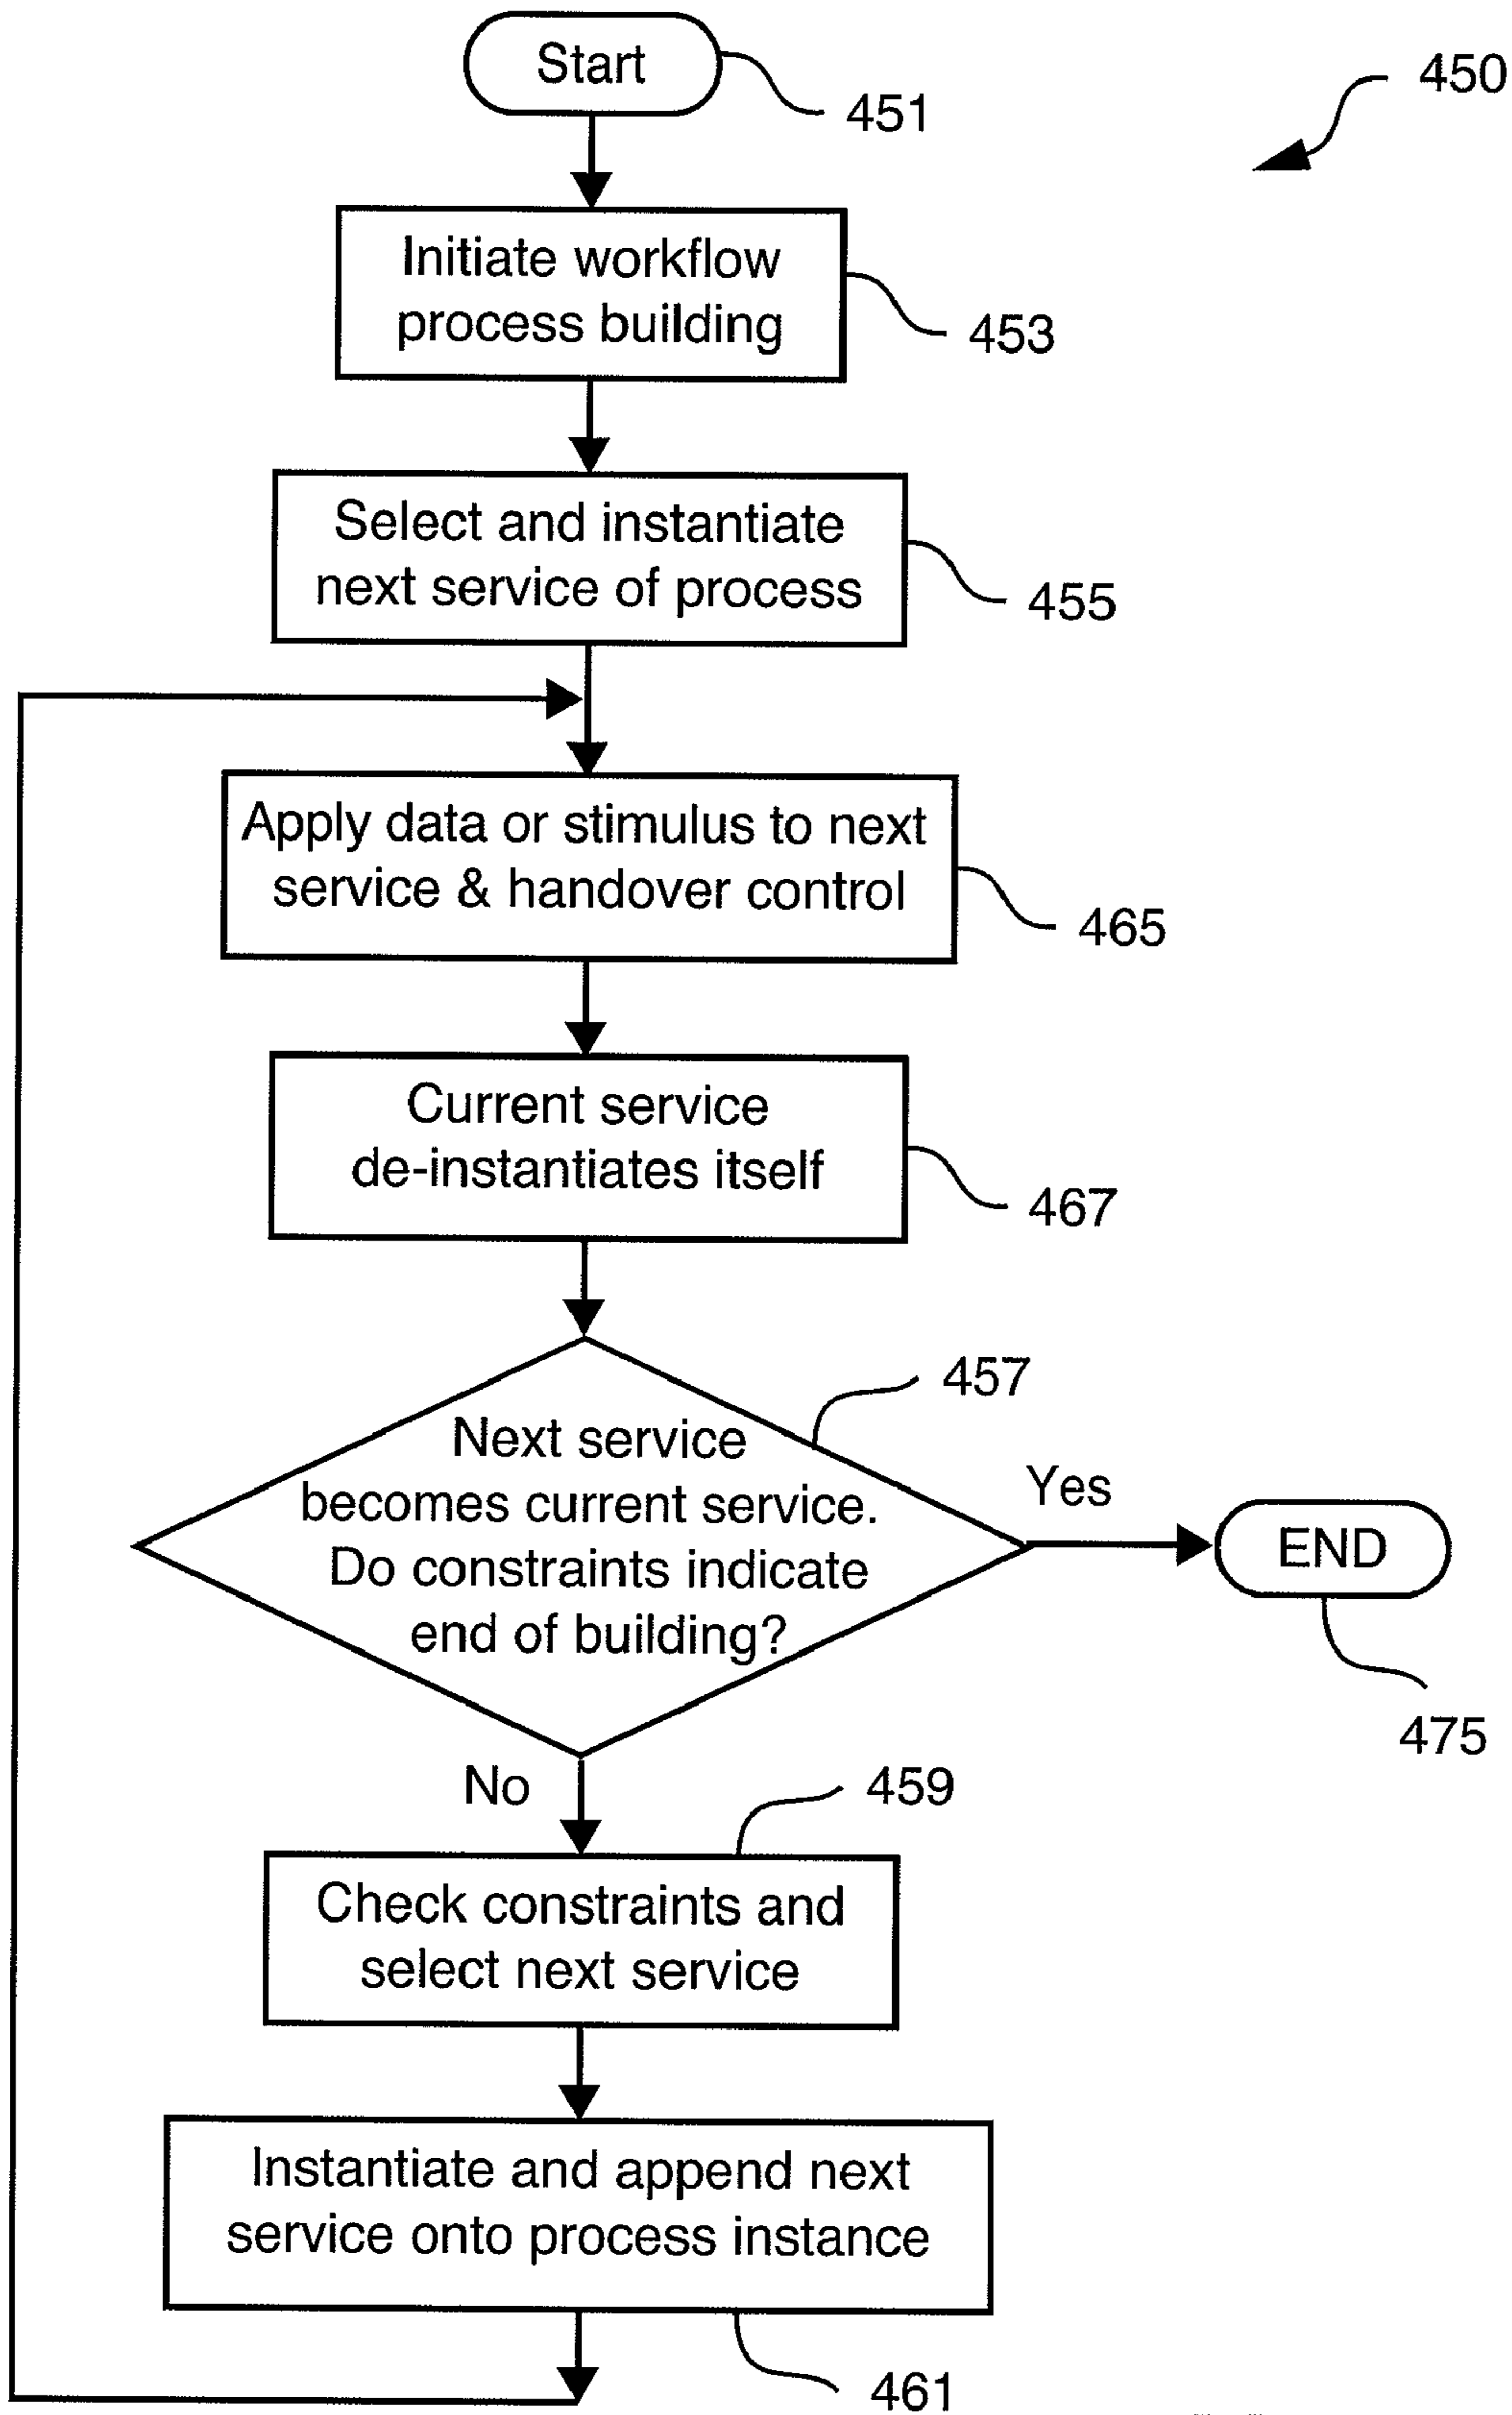 Start
451
450
Initiate workflow
process building
453
Select and instantiate
next service of process
455
Apply data or stimulus to next
service & handover control
465
Current service
de-instantiates itself
467
457
Next service
becomes current service.
Do constraints indicate
end of building?
Yes
END
475
No
459
Check constraints and
select next service
Instantiate and append next
service onto process instance
461